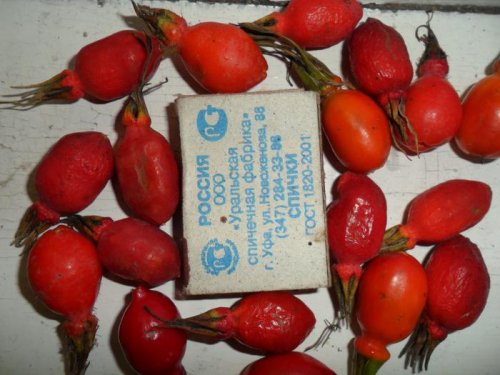 РОССИЯ
ООО
«Уральская
спичечная фабрика»
г. Уфа, ул. Новоженова, 88
(347) 284-33-86
СПИЧКИ
ГОСТ 1820-2001